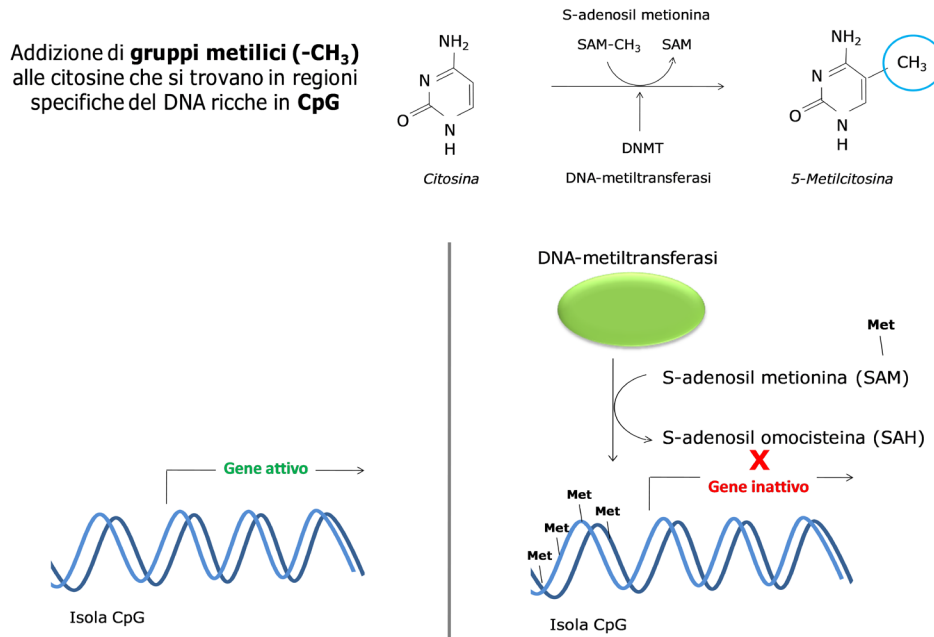 Addizione di gruppi metilici (-CH₃)
alle citosine che si trovano in regioni
specifiche del DNA ricche in CpG
S-adenosil metionina
SAM-CH₃ SAM
NH₂
N
O
N
H
Citosina
DNMT
DNA-metiltransferasi
NH₂
CH₃
N
O
N
H
5-Metilcitosina
Gene attivo
Isola CpG
DNA-metiltransferasi
Met
S-adenosil metionina (SAM)
S-adenosil omocisteina (SAH)
X
Gene inattivo
Met
Met
Met
Met
Isola CpG